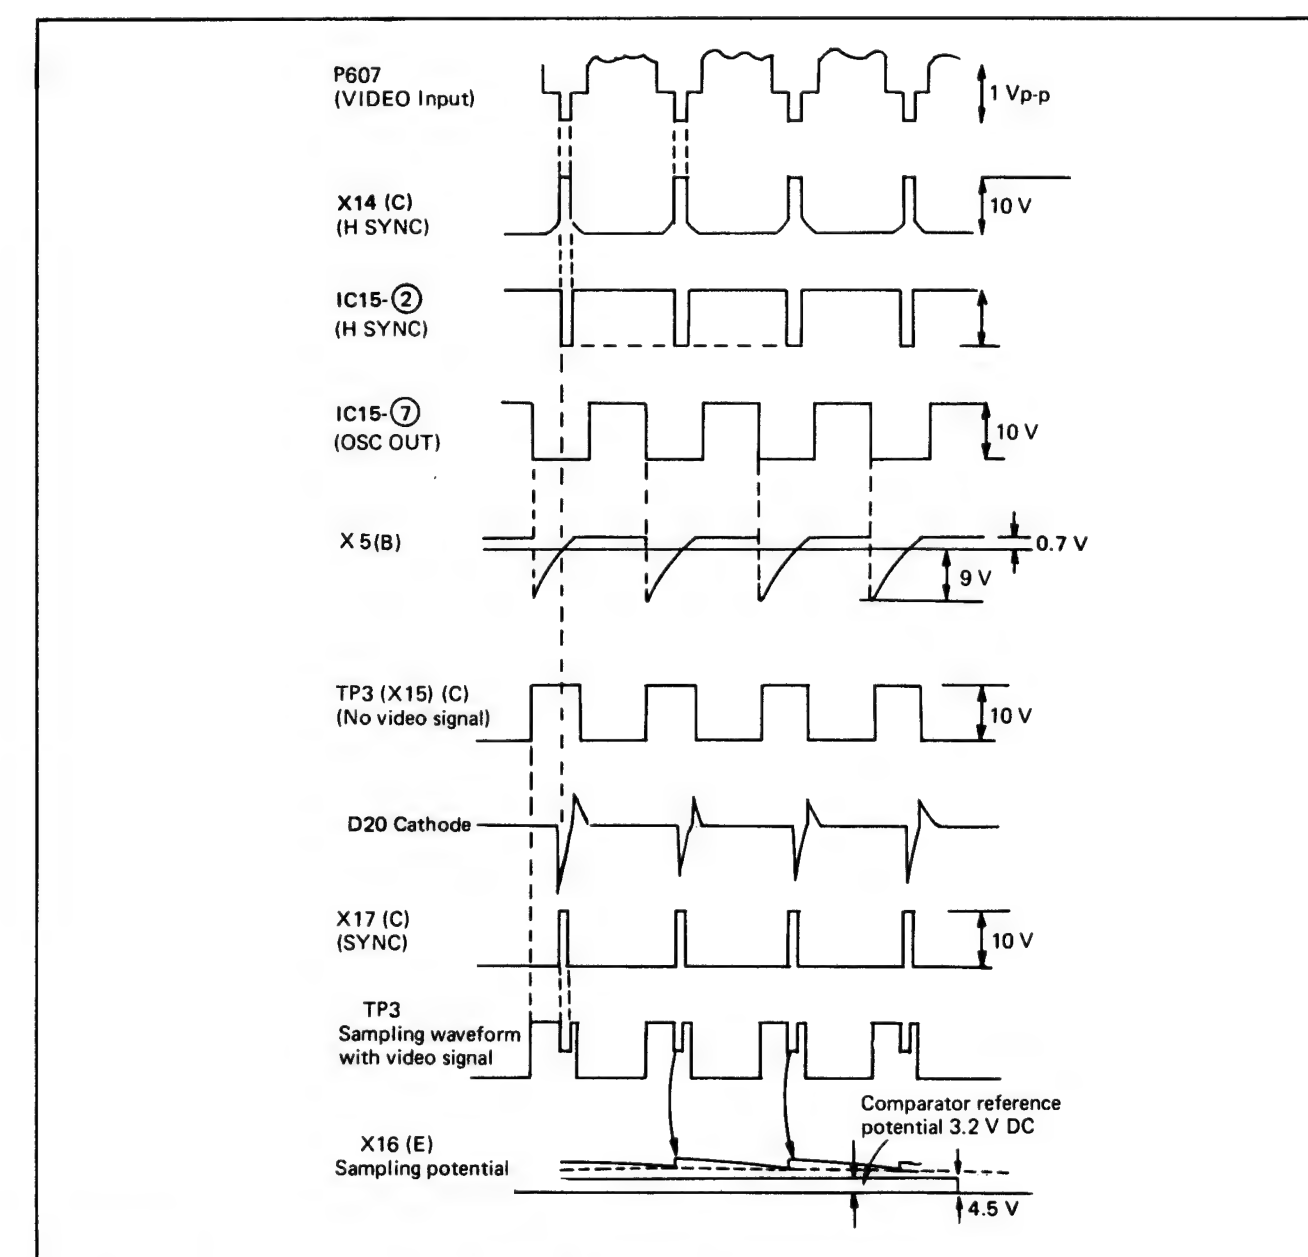 P607
(VIDEO Input)
1 Vp-p
X14 (C)
(H SYNC)
10 V
IC15-②
(H SYNC)
IC15-⑦
(OSC OUT)
10 V
X 5(B)
0.7 V
9 V
TP3 (X15) (C)
(No video signal)
10 V
D20 Cathode
X17 (C)
(SYNC)
10 V
TP3
Sampling waveform
with video signal
Comparator reference
potential 3.2 V DC
X16 (E)
Sampling potential
4.5 V